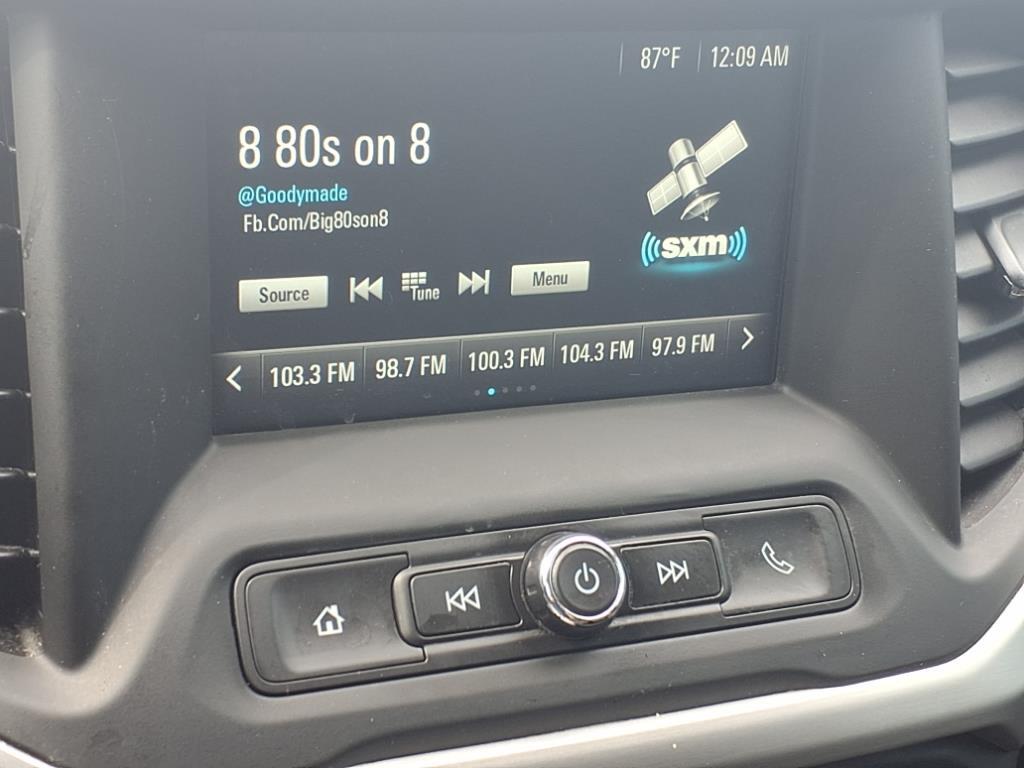 87°F 12:09 AM
8 80s on 8
@Goodymade
Fb.Com/Big80son8
sxm
Source Tune Menu
103.3 FM 98.7 FM 100.3 FM 104.3 FM 97.9 FM